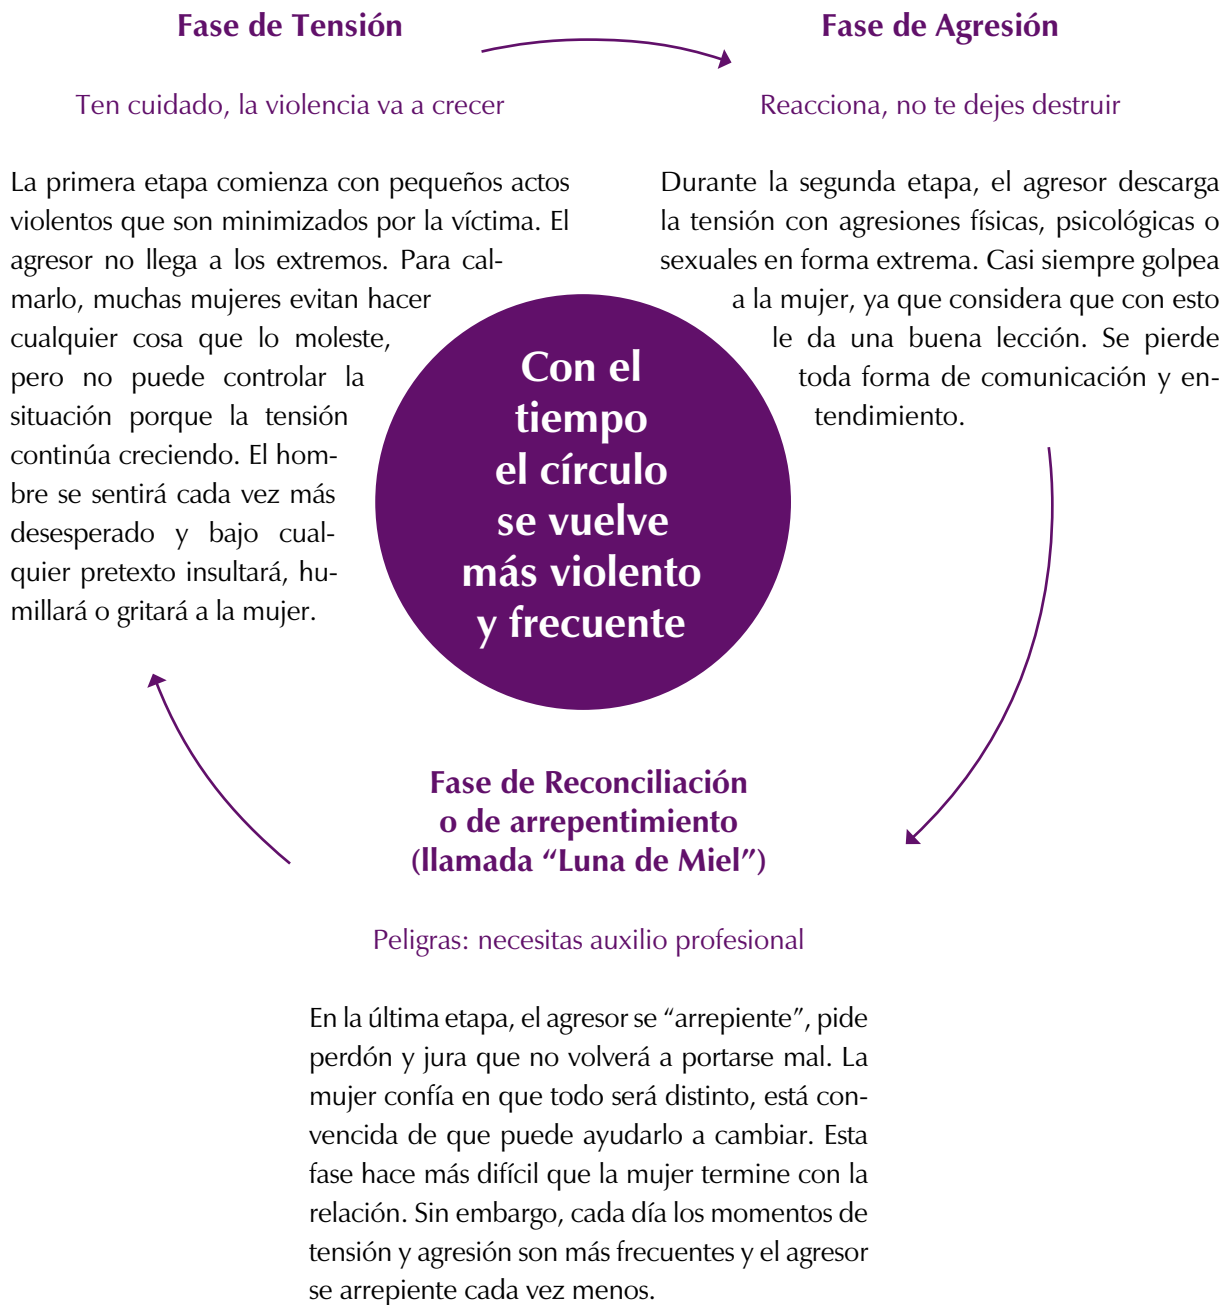 Fase de Tensión
Ten cuidado, la violencia va a crecer
La primera etapa comienza con pequeños actos
violentos que son minimizados por la víctima. El
agresor no llega a los extremos. Para cal-
marlo, muchas mujeres evitan hacer
cualquier cosa que lo moleste,
pero no puede controlar la
situación porque la tensión
continúa creciendo. El hom-
bre se sentirá cada vez más
desesperado y bajo cual-
quier pretexto insultará, hu-
millará o gritará a la mujer.
Fase de Agresión
Reacciona, no te dejes destruir
Durante la segunda etapa, el agresor descarga
la tensión con agresiones físicas, psicológicas o
sexuales en forma extrema. Casi siempre golpea
a la mujer, ya que considera que con esto
le da una buena lección. Se pierde
toda forma de comunicación y en-
tendimiento.
Con el
tiempo
el círculo
se vuelve
más violento
y frecuente
Fase de Reconciliación
o de arrepentimiento
(llamada “Luna de Miel”)
Peligras: necesitas auxilio profesional
En la última etapa, el agresor se “arrepiente”, pide
perdón y jura que no volverá a portarse mal. La
mujer confía en que todo será distinto, está con-
vencida de que puede ayudarlo a cambiar. Esta
fase hace más difícil que la mujer termine con la
relación. Sin embargo, cada día los momentos de
tensión y agresión son más frecuentes y el agresor
se arrepiente cada vez menos.